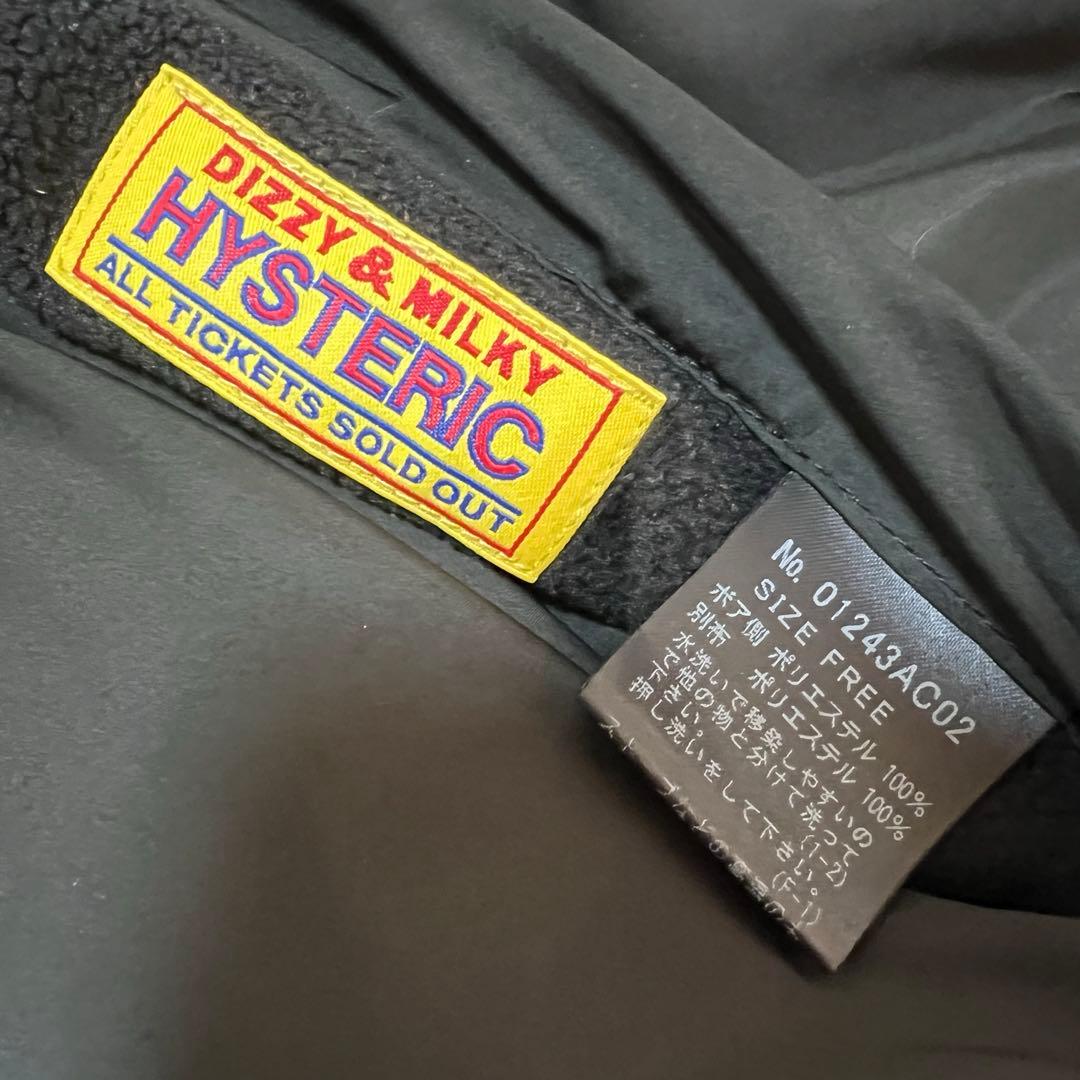 DIZZY & MILKY
HYSTERIC
ALL TICKETS SOLD OUT
No. 01243AC02
SIZE FREE
ボア側 ポリエステル 100%
別布 ポリエステル 100%
水洗いで移染しやすいの
で他の物と分けて洗って
下さい。 (1-2)
押し洗いをして下さい。
(F-1)